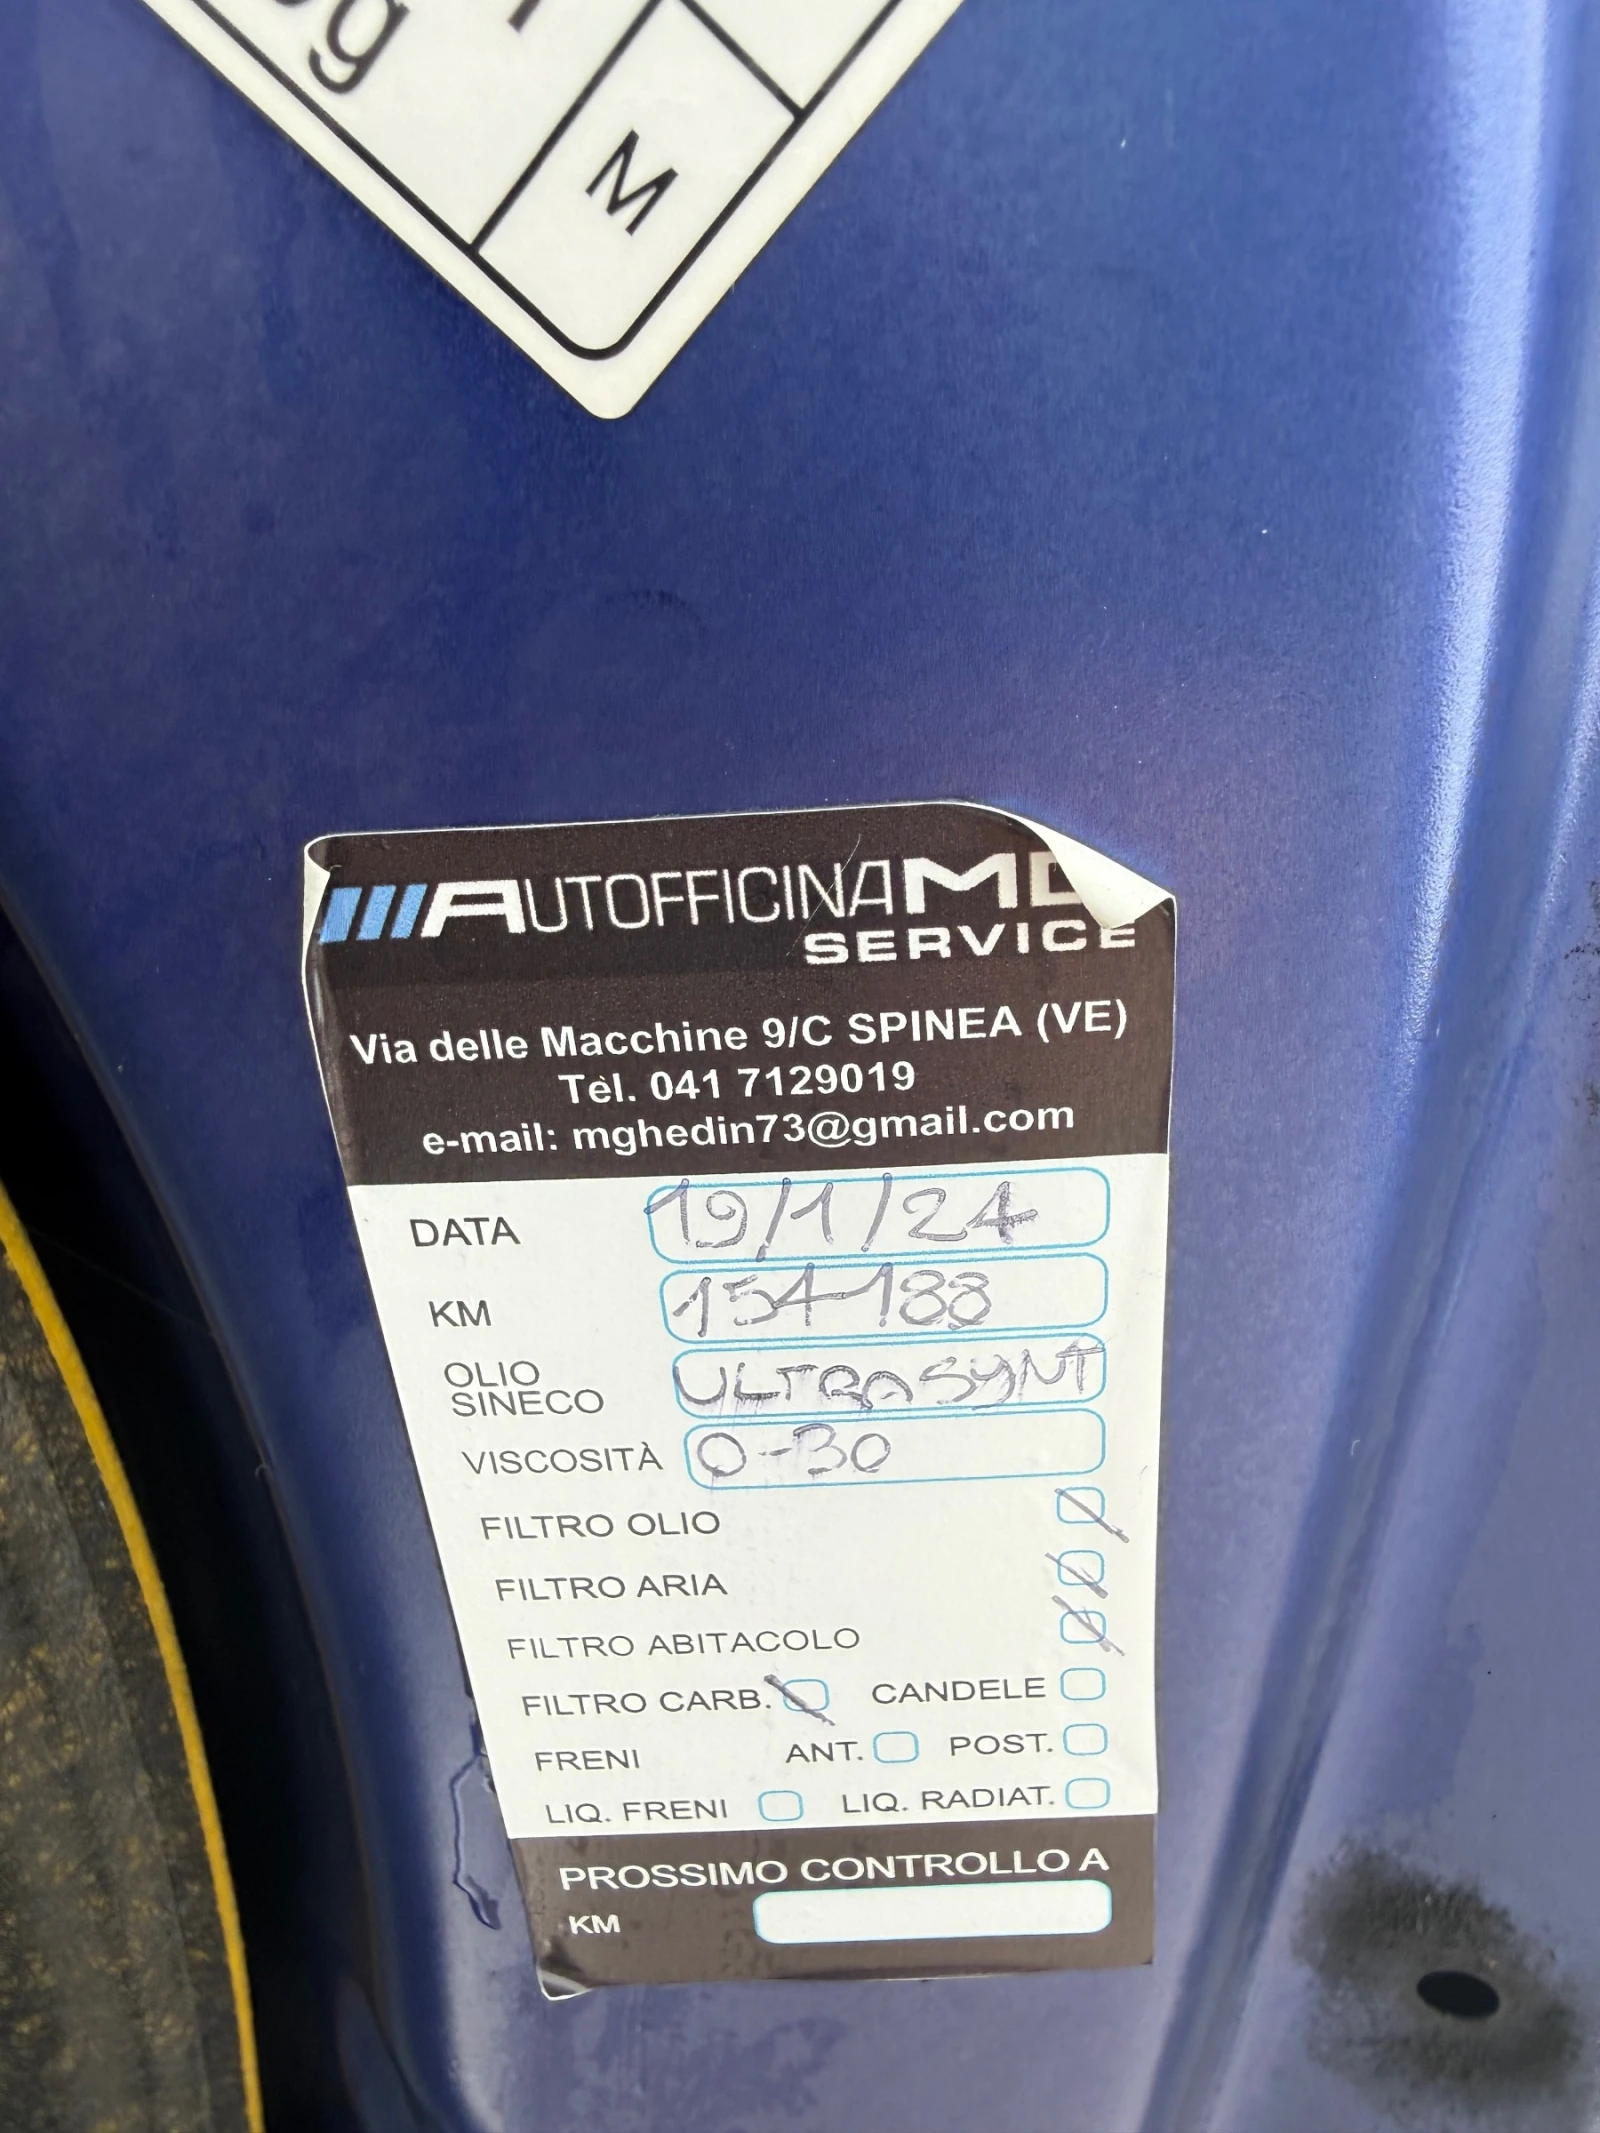 M
AUTOFFICINA MD
SERVICE
Via delle Macchine 9/C SPINEA (VE)
Tel. 041 7129019
e-mail: mghedin73@gmail.com
DATA 19/1/24
KM 154188
OLIO SINECO ULTRASYNT
VISCOSITÀ 0-30
FILTRO OLIO
FILTRO ARIA
FILTRO ABITACOLO
FILTRO CARB. CANDELE
FRENI ANT. POST.
LIQ. FRENI LIQ. RADIAT.
PROSSIMO CONTROLLO A
KM